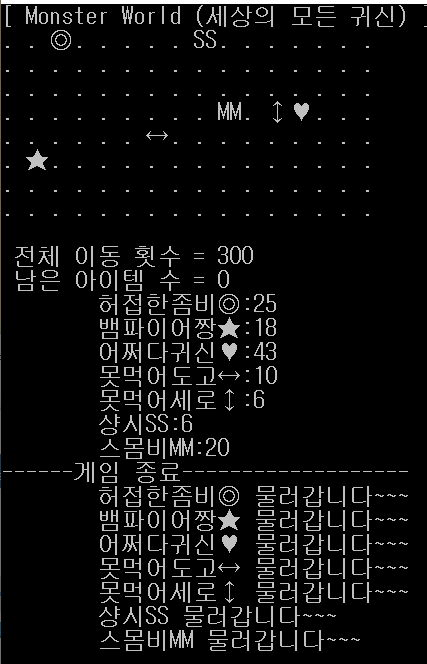 [ Monster World (세상의 모든 귀신) ]
. . ◎. . . . . SS. . . . . . .
. . . . . . . . . . . . . . . .
. . . . . . . . . . . . . . . .
. . . . . . . . . MM. ↕♥. . .
. . . . . . ↔. . . . . . . . .
. ★. . . . . . . . . . . . . .
. . . . . . . . . . . . . . . .
. . . . . . . . . . . . . . . .
전체 이동 횟수 = 300
남은 아이템 수 = 0
허접한좀비◎:25
뱀파이어짱★:18
어쩌다귀신♥:43
못먹어도고↔:10
못먹어세로↕:6
샹시SS:6
스몸비MM:20
------게임 종료-------------------
허접한좀비◎ 물러갑니다~~~
뱀파이어짱★ 물러갑니다~~~
어쩌다귀신♥ 물러갑니다~~~
못먹어도고↔ 물러갑니다~~~
못먹어세로↕ 물러갑니다~~~
샹시SS 물러갑니다~~~
스몸비MM 물러갑니다~~~